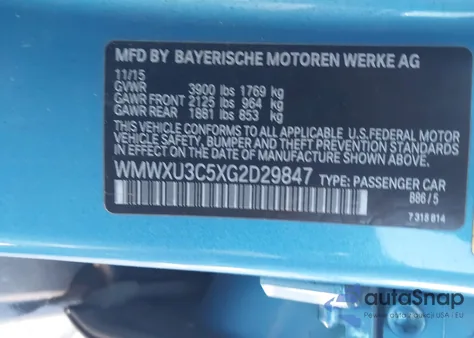 MFD BY BAYERISCHE MOTOREN WERKE AG
11/15
GVWR 3900 lbs 1769 kg
GAWR FRONT 2125 lbs 964 kg
GAWR REAR 1881 lbs 853 kg
THIS VEHICLE CONFORMS TO ALL APPLICABLE U.S. FEDERAL MOTOR
VEHICLE SAFETY, BUMPER, AND THEFT PREVENTION STANDARDS
IN EFFECT ON THE DATE OF MANUFACTURE SHOWN ABOVE.
WMWXU3C5XG2D29847 TYPE: PASSENGER CAR
B86/5
7 318 614
autoSnap